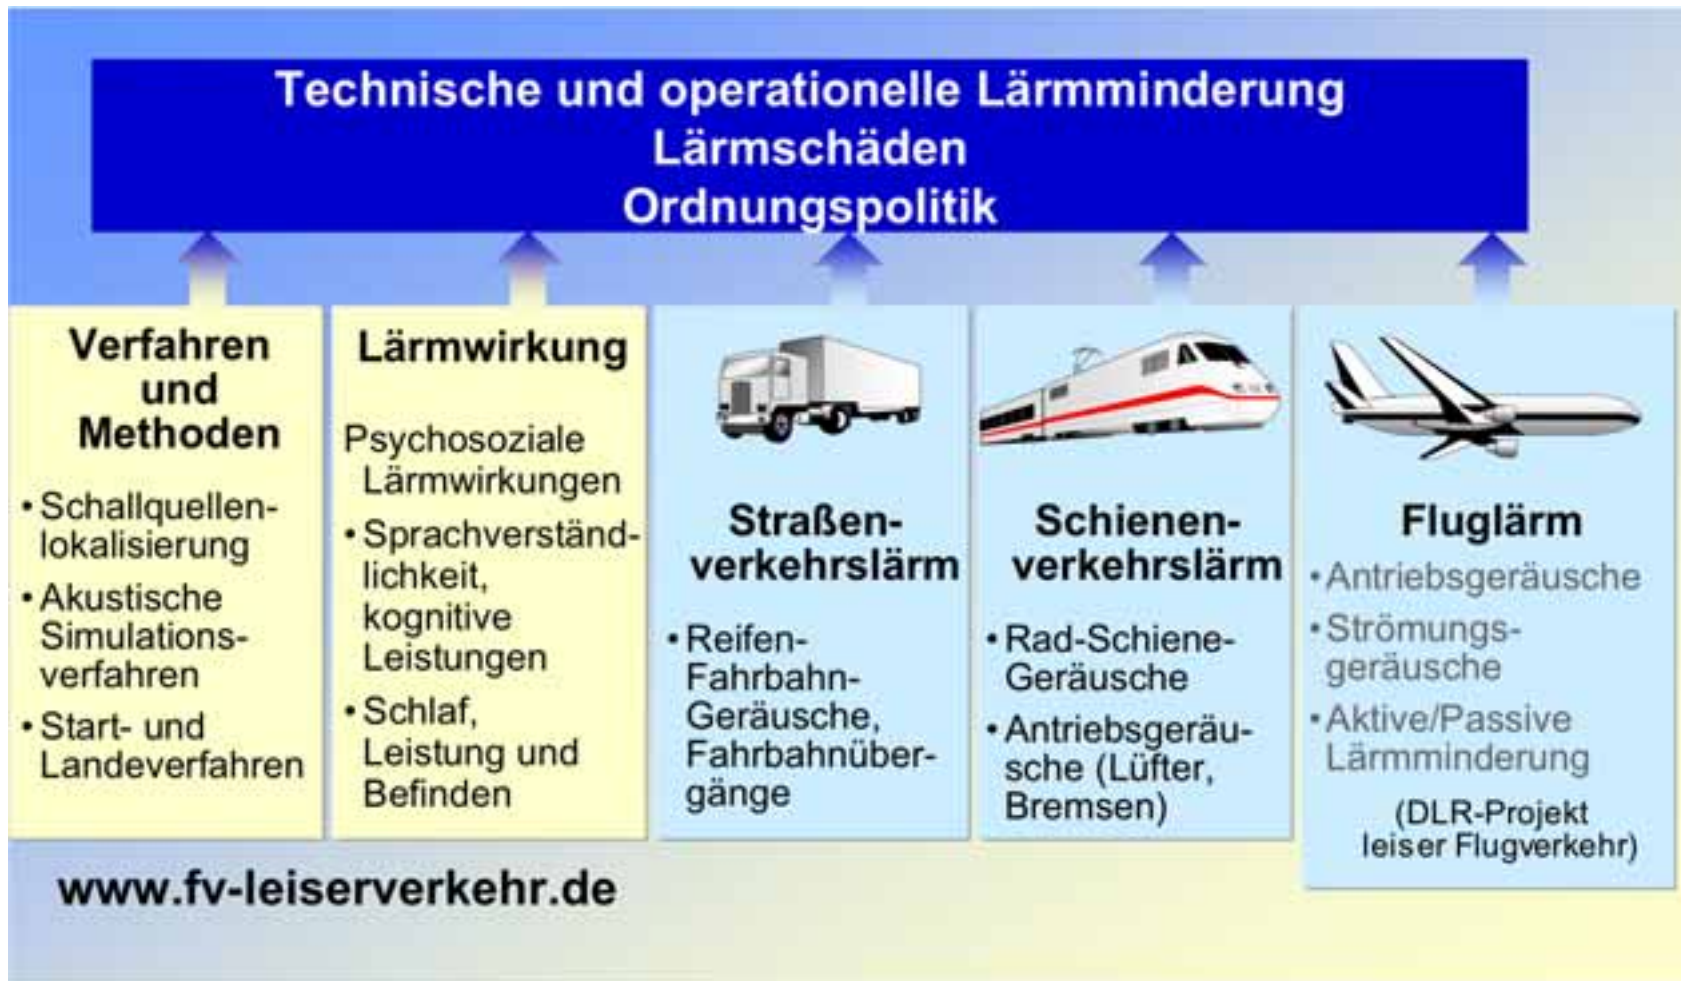 Technische und operationelle Lärmminderung
Lärmschäden
Ordnungspolitik
Verfahren
und
Methoden
• Schallquellen-
lokalisierung
• Akustische
Simulations-
verfahren
• Start- und
Landeverfahren
Lärmwirkung
Psychosoziale
Lärmwirkungen
• Sprachverständ-
lichkeit,
kognitive
Leistungen
• Schlaf,
Leistung und
Befinden
Straßen-
verkehrslärm
• Reifen-
Fahrbahn-
Geräusche,
Fahrbahnüber-
gänge
Schienen-
verkehrslärm
• Rad-Schiene-
Geräusche
• Antriebsgeräu-
sche (Lüfter,
Bremsen)
Fluglärm
• Antriebsgeräusche
• Strömungs-
geräusche
• Aktive/Passive
Lärmminderung
(DLR-Projekt
leiser Flugverkehr)
www.fv-leiserverkehr.de